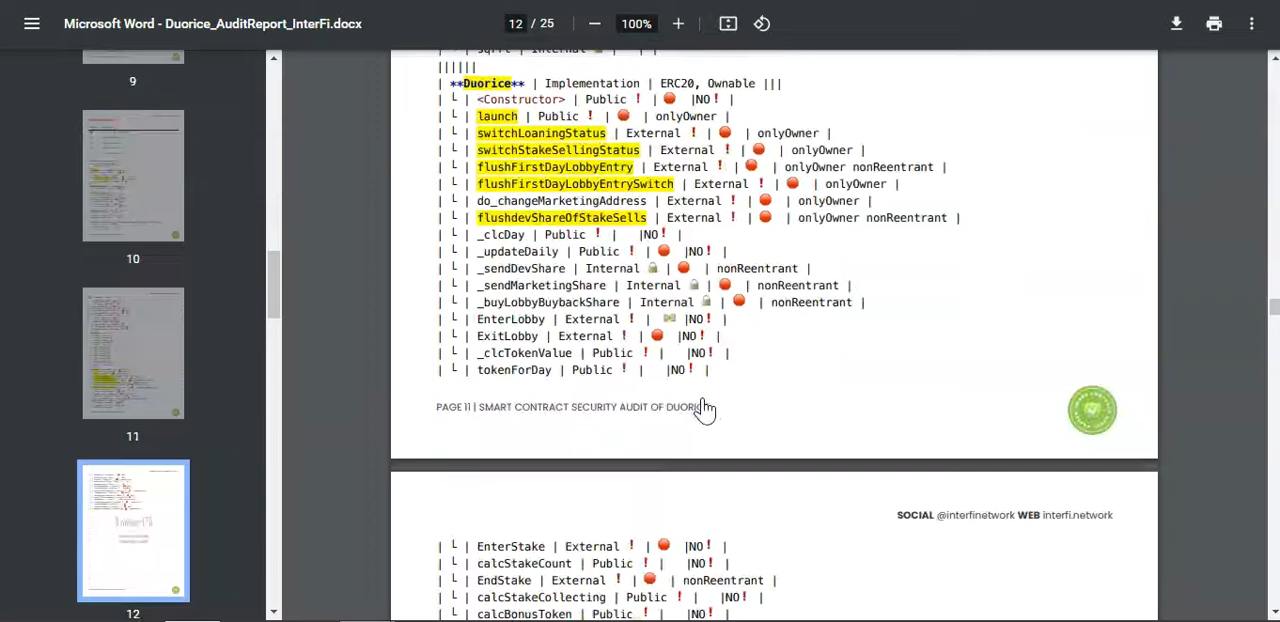 Microsoft Word - Duorice_AuditReport_InterFi.docx
12 / 25
100%
9
10
11
12
| └ | sqrrt | Internal 🔒 | | |
||||||
| **Duorice** | Implementation | ERC20, Ownable |||
| └ | <Constructor> | Public ❗ | 🔴 |NO❗ |
| └ | launch | Public ❗ | 🔴 | onlyOwner |
| └ | switchLoaningStatus | External ❗ | 🔴 | onlyOwner |
| └ | switchStakeSellingStatus | External ❗ | 🔴 | onlyOwner |
| └ | flushFirstDayLobbyEntry | External ❗ | 🔴 | onlyOwner nonReentrant |
| └ | flushFirstDayLobbyEntrySwitch | External ❗ | 🔴 | onlyOwner |
| └ | do_changeMarketingAddress | External ❗ | 🔴 | onlyOwner |
| └ | flushdevShareOfStakeSells | External ❗ | 🔴 | onlyOwner nonReentrant |
| └ | _clcDay | Public ❗ | |NO❗ |
| └ | _updateDaily | Public ❗ | 🔴 |NO❗ |
| └ | _sendDevShare | Internal 🔒 | 🔴 | nonReentrant |
| └ | _sendMarketingShare | Internal 🔒 | 🔴 | nonReentrant |
| └ | _buyLobbyBuybackShare | Internal 🔒 | 🔴 | nonReentrant |
| └ | EnterLobby | External ❗ | 💵 |NO❗ |
| └ | ExitLobby | External ❗ | 🔴 |NO❗ |
| └ | _clcTokenValue | Public ❗ | |NO❗ |
| └ | tokenForDay | Public ❗ | |NO❗ |
PAGE 11 | SMART CONTRACT SECURITY AUDIT OF
SOCIAL @interfinetwork WEB interfi.network
| └ | EnterStake | External ❗ | 🔴 |NO❗ |
| └ | calcStakeCount | Public ❗ | |NO❗ |
| └ | EndStake | External ❗ | 🔴 | nonReentrant |
| └ | calcStakeCollecting | Public ❗ | |NO❗ |
| └ | calcBonusToken | Public ❗ | |NO❗ |